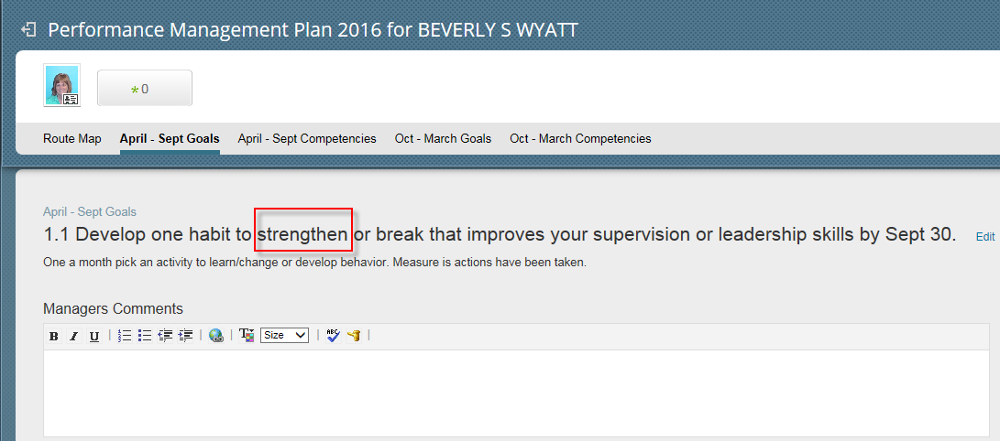 Performance Management Plan 2016 for BEVERLY S WYATT
*0
Route Map April - Sept Goals April - Sept Competencies Oct - March Goals Oct - March Competencies
April - Sept Goals
1.1 Develop one habit to strengthen or break that improves your supervision or leadership skills by Sept 30. Edit
One a month pick an activity to learn/change or develop behavior. Measure is actions have been taken.
Managers Comments
B I U Size ABC